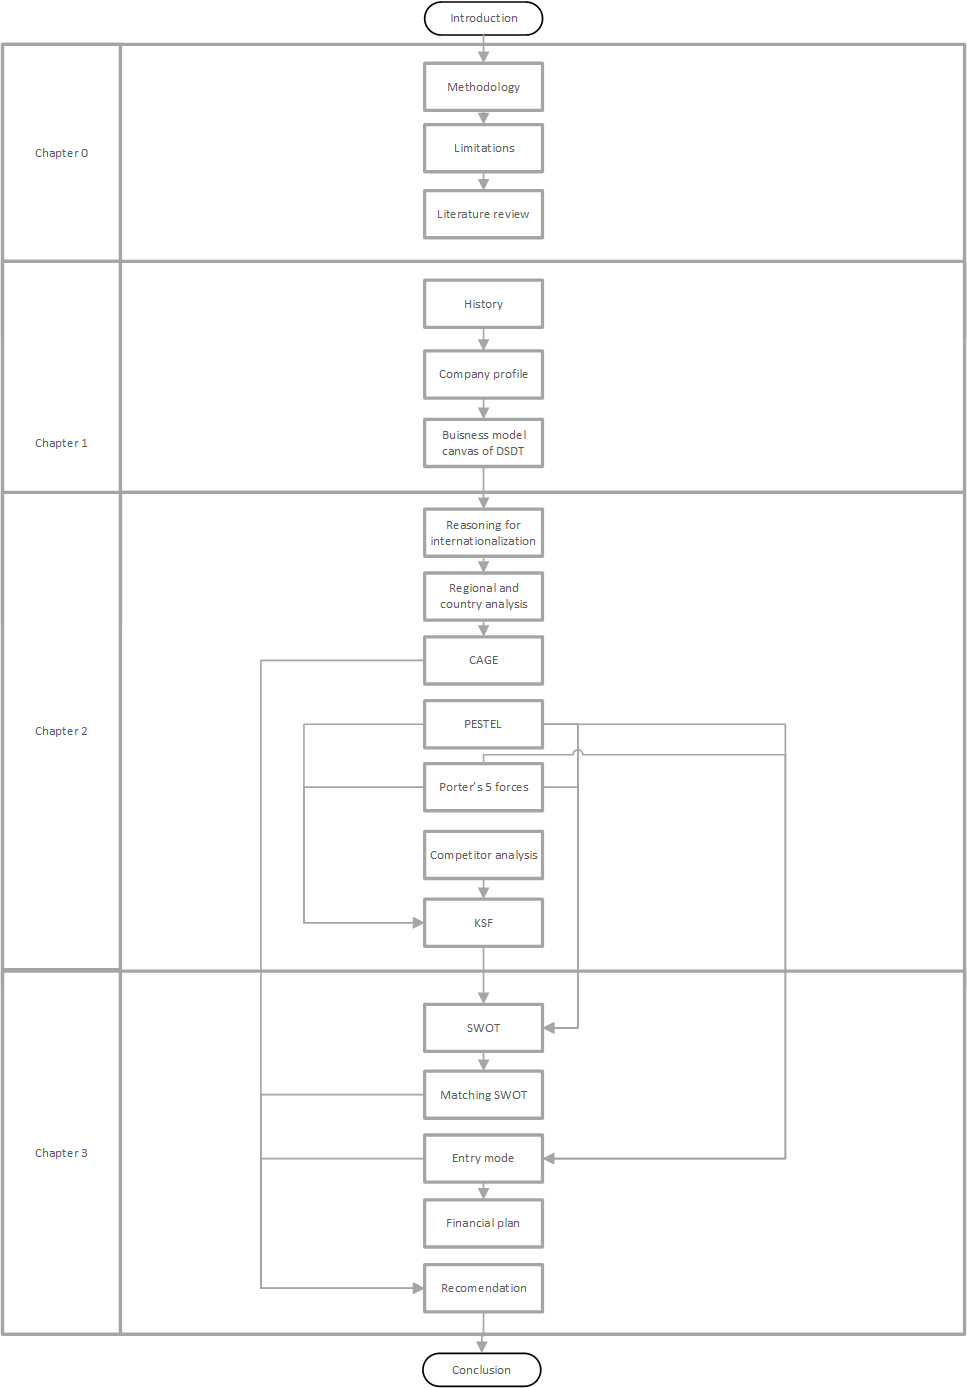 Introduction
Chapter 0
Methodology
Limitations
Literature review
Chapter 1
History
Company profile
Buisness model
canvas of DSDT
Chapter 2
Reasoning for
internationalization
Regional and
country analysis
CAGE
PESTEL
Porter's 5 forces
Competitor analysis
KSF
Chapter 3
SWOT
Matching SWOT
Entry mode
Financial plan
Recomendation
Conclusion